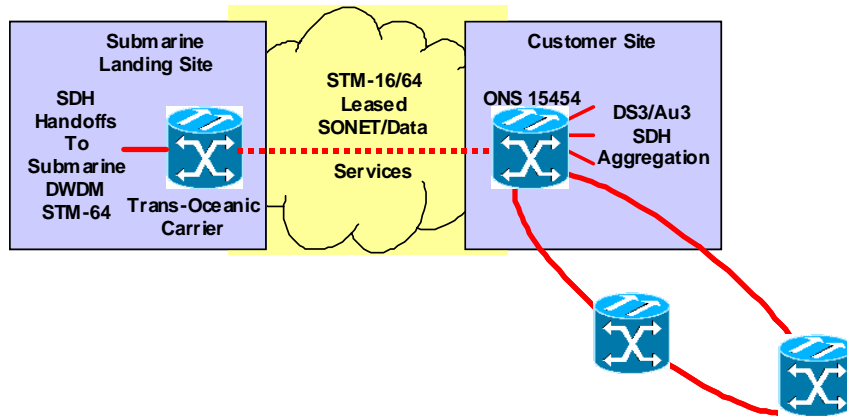 Submarine
Landing Site
SDH
Handoffs
To
Submarine
DWDM
STM-64
Trans-Oceanic
Carrier
STM-16/64
Leased
SONET/Data
Services
Customer Site
ONS 15454
DS3/Au3
SDH
Aggregation